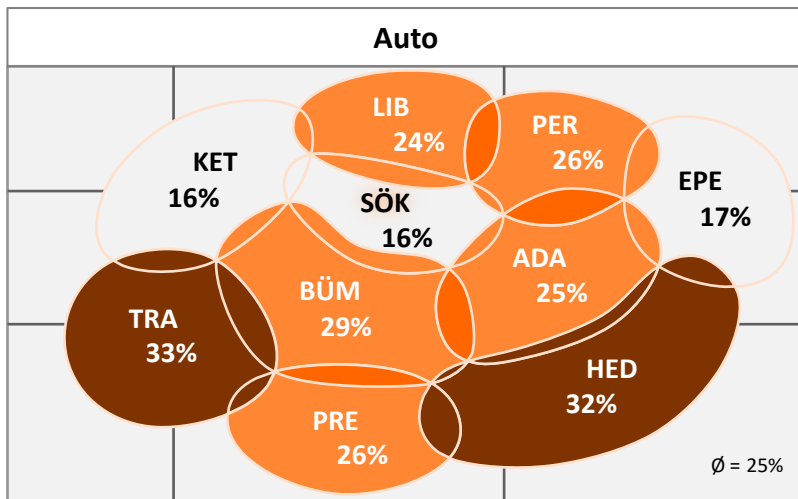 Auto
LIB
24%
PER
26%
KET
16%
EPE
17%
SÖK
16%
ADA
25%
BÜM
29%
TRA
33%
HED
32%
PRE
26%
Ø = 25%